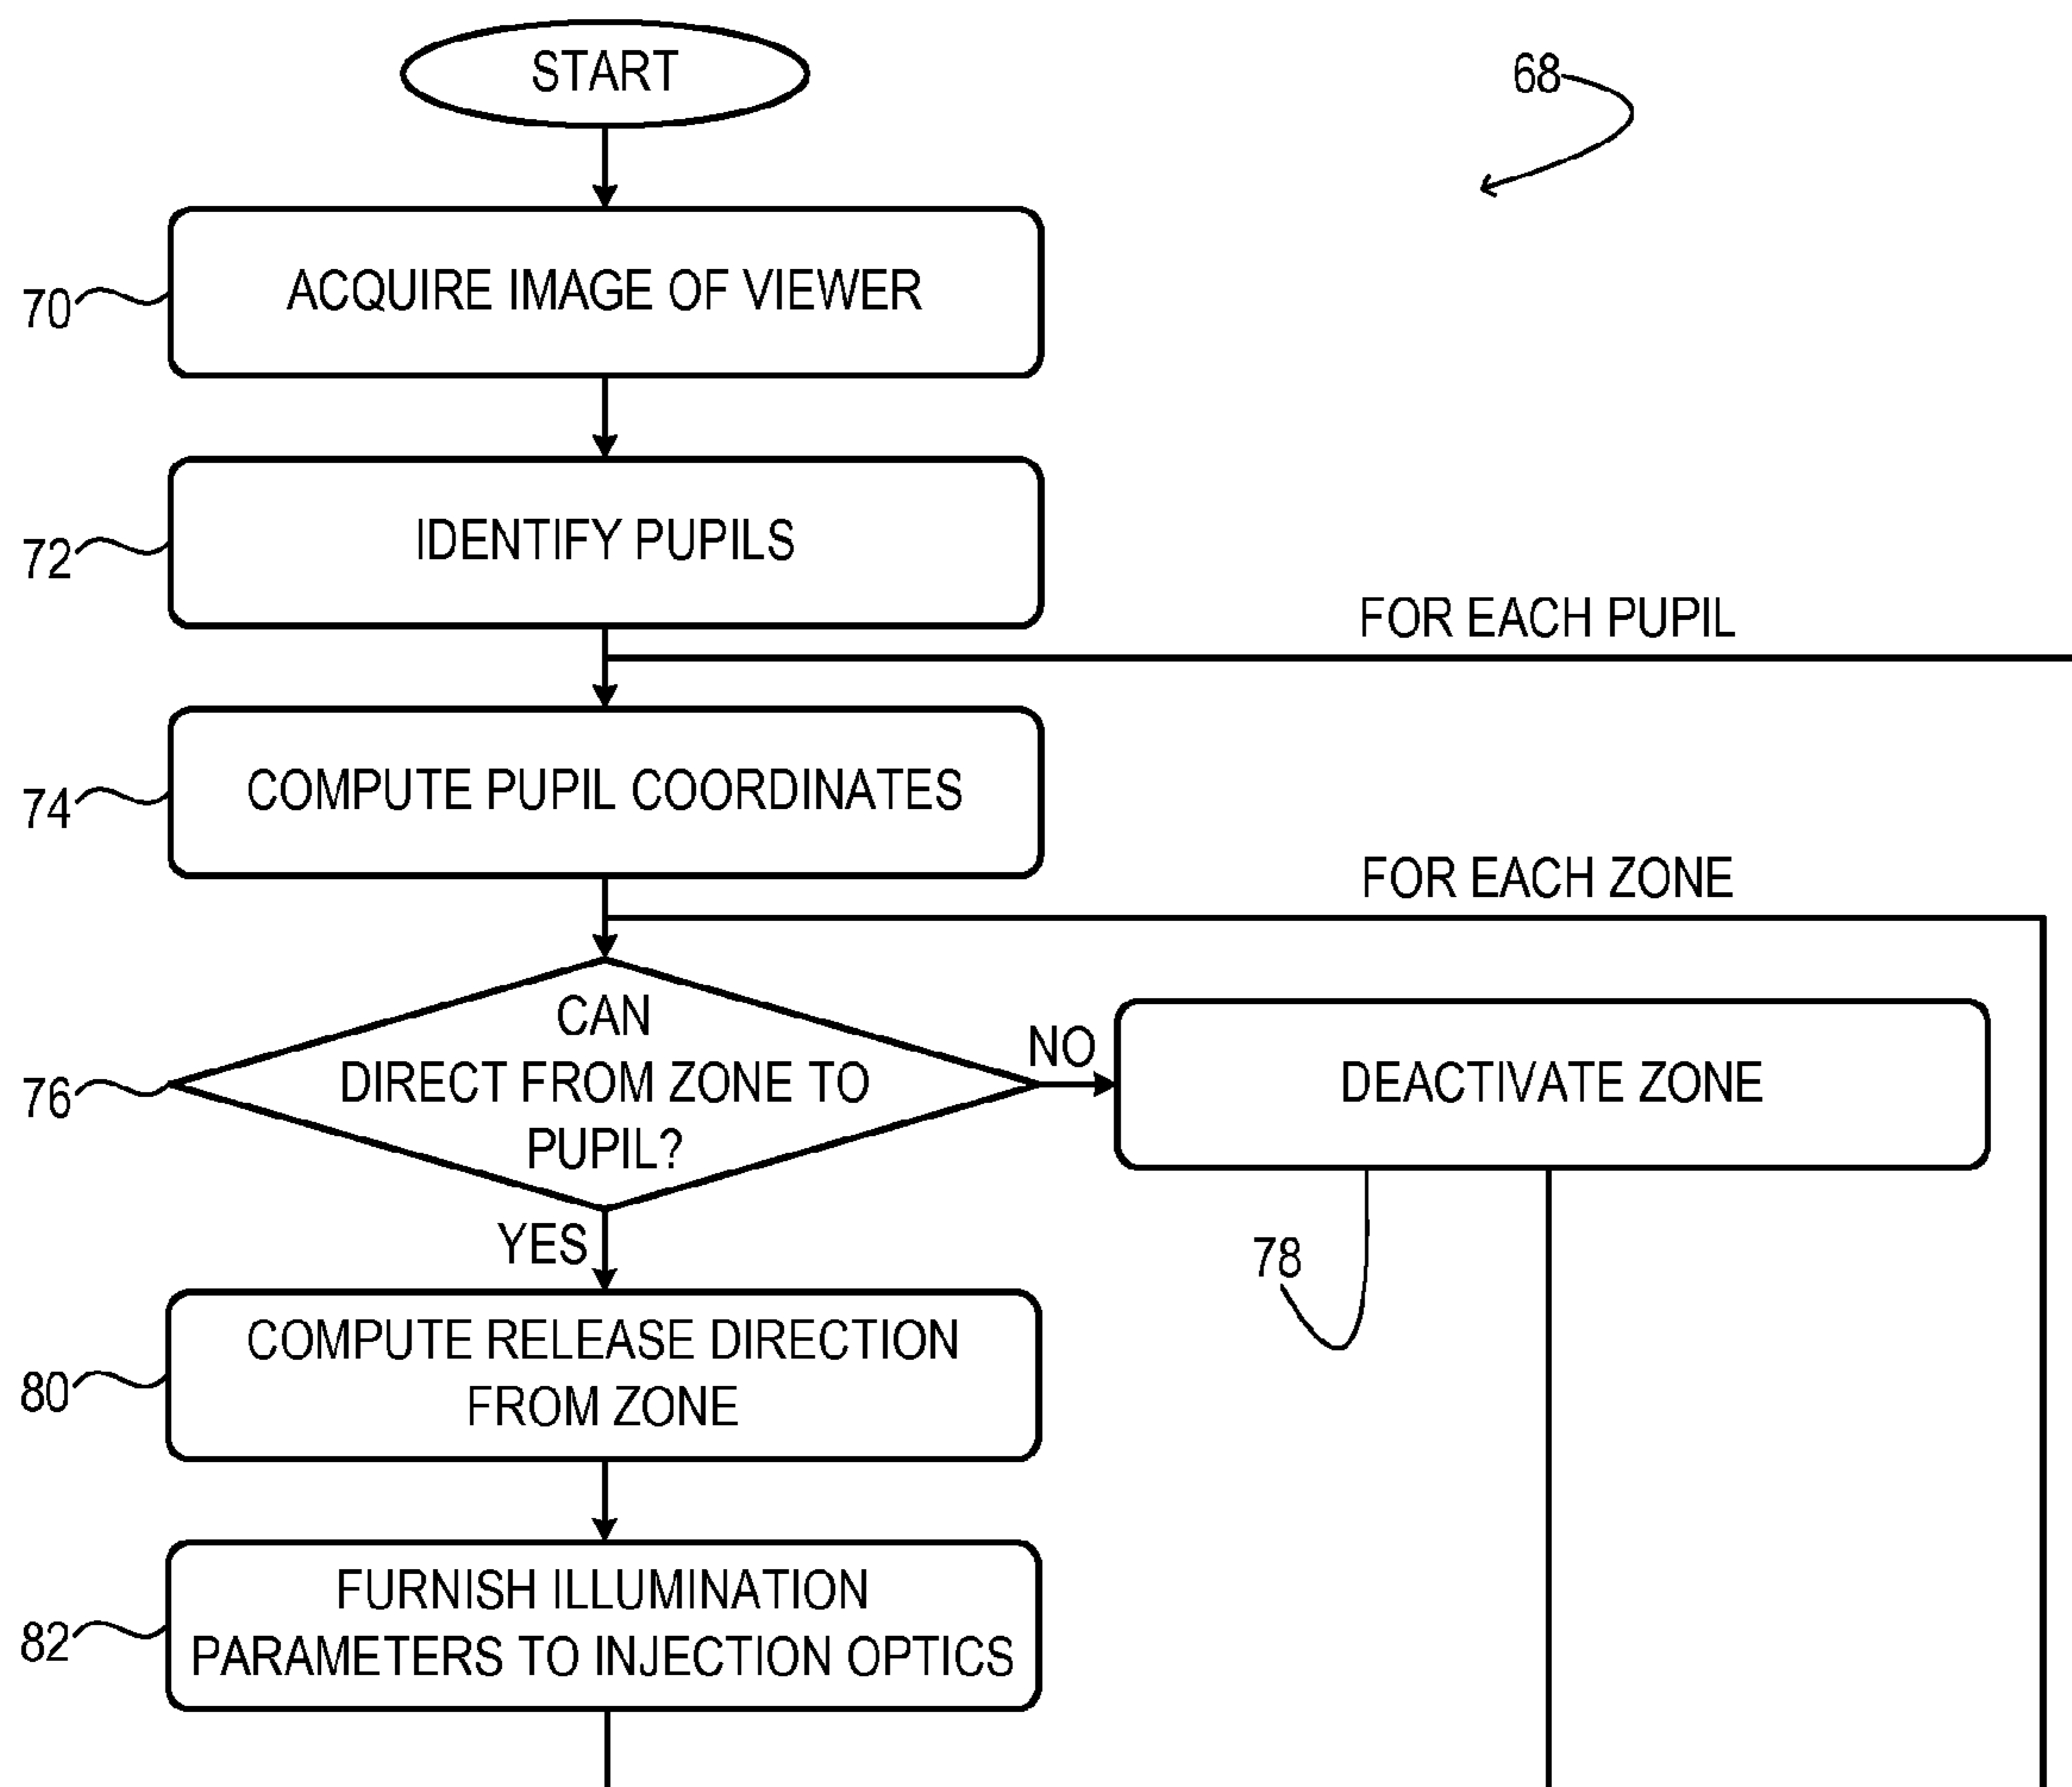 START
68
ACQUIRE IMAGE OF VIEWER
70
IDENTIFY PUPILS
72
FOR EACH PUPIL
COMPUTE PUPIL COORDINATES
74
FOR EACH ZONE
CAN
DIRECT FROM ZONE TO
PUPIL?
76
NO
DEACTIVATE ZONE
78
YES
COMPUTE RELEASE DIRECTION
FROM ZONE
80
FURNISH ILLUMINATION
PARAMETERS TO INJECTION OPTICS
82